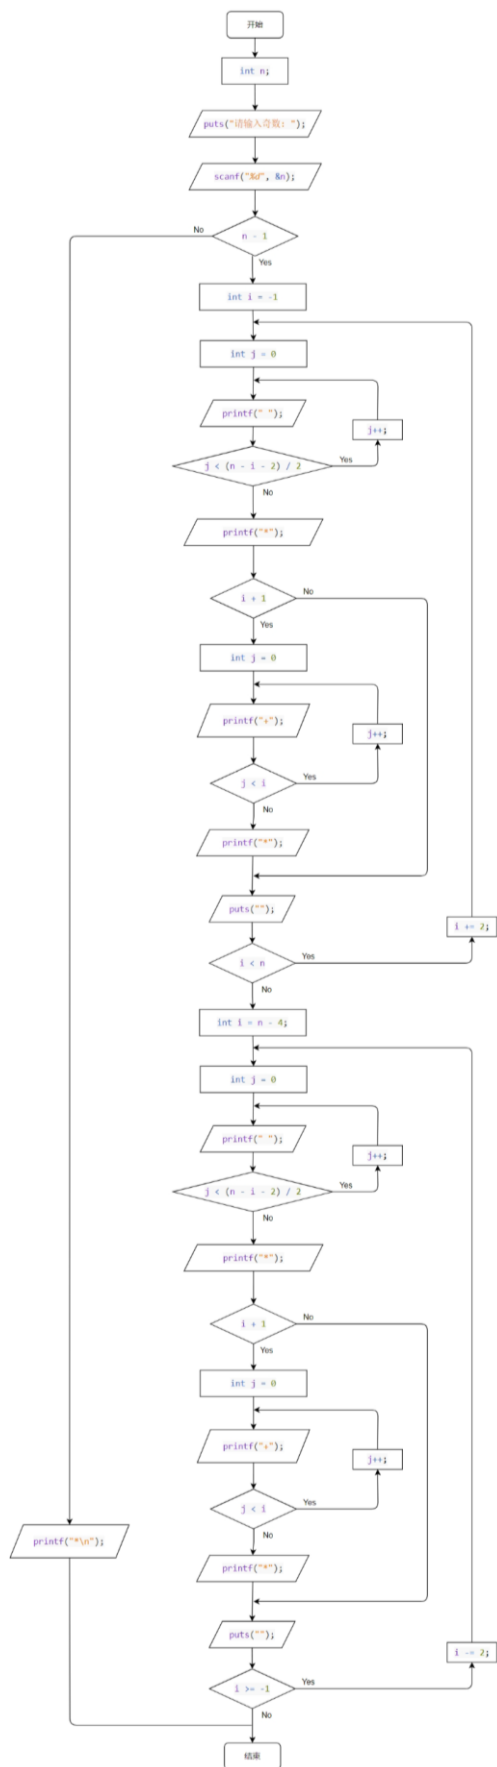 开始
int n;
puts("请输入奇数: ");
scanf("%d", &n);
n - 1
No
Yes
int i = -1
int j = 0
printf(" ");
j++;
j < (n - i - 2) / 2
Yes
No
printf("*");
i + 1
No
Yes
int j = 0
printf("+");
j++;
j < i
Yes
No
printf("*");
puts("");
i += 2;
i < n
Yes
No
int i = n - 4;
int j = 0
printf(" ");
j++;
j < (n - i - 2) / 2
Yes
No
printf("*");
i + 1
No
Yes
int j = 0
printf("+");
j++;
j < i
Yes
No
printf("*\n");
printf("*");
puts("");
i -= 2;
i >= -1
Yes
No
结束